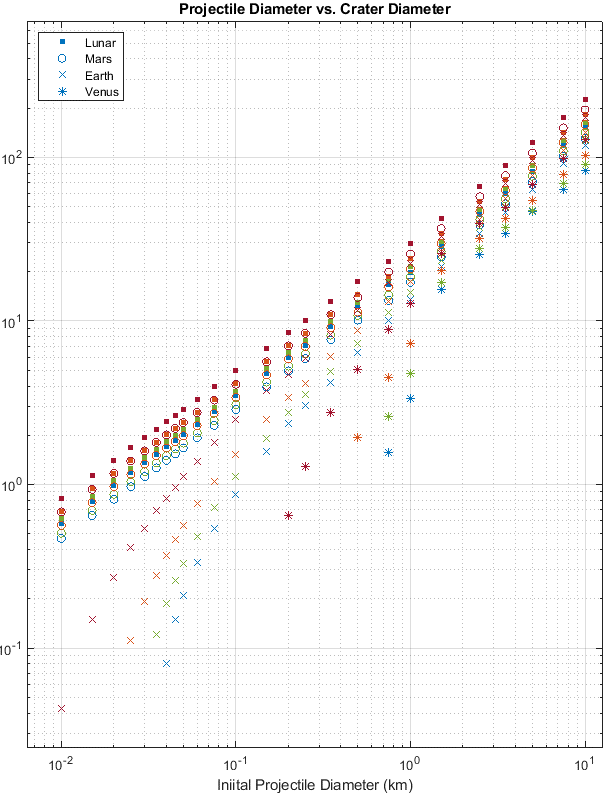 Projectile Diameter vs. Crater Diameter
Lunar
Mars
Earth
Venus
10^2
10^1
10^0
10^-1
10^-2 10^-1 10^0 10^1
Iniital Projectile Diameter (km)